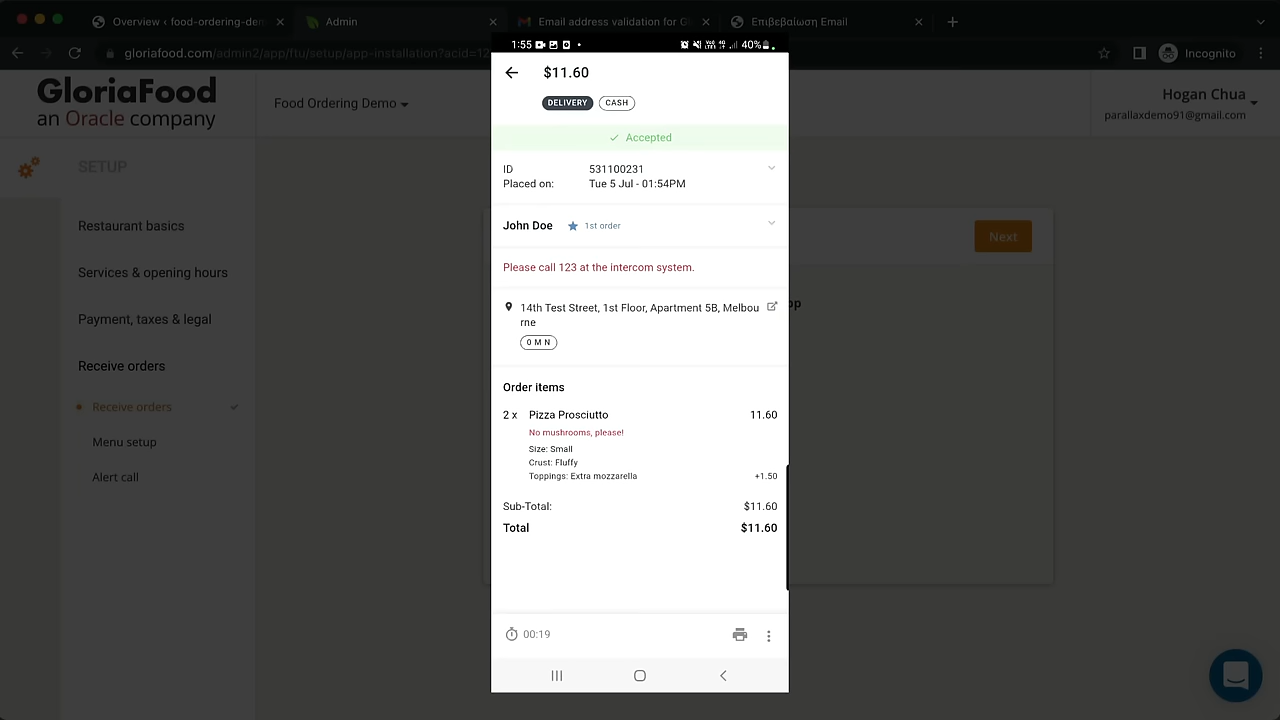 Overview ‹ food-ordering-dem
Admin
Email address validation for Gl
Επιβεβαίωση Email
gloriafood.com/admin2/app/ftu/setup/app-installation?acid=12
Incognito
GloriaFood
an Oracle company
Food Ordering Demo
Hogan Chua
parallaxdemo91@gmail.com
SETUP
Restaurant basics
Services & opening hours
Payment, taxes & legal
Receive orders
Receive orders
Menu setup
Alert call
Next
pp
1:55
40%
$11.60
DELIVERY
CASH
Accepted
ID 531100231
Placed on: Tue 5 Jul - 01:54PM
John Doe 1st order
Please call 123 at the intercom system.
14th Test Street, 1st Floor, Apartment 5B, Melbou
rne
0 M N
Order items
2 x Pizza Prosciutto 11.60
No mushrooms, please!
Size: Small
Crust: Fluffy
Toppings: Extra mozzarella +1.50
Sub-Total: $11.60
Total $11.60
00:19